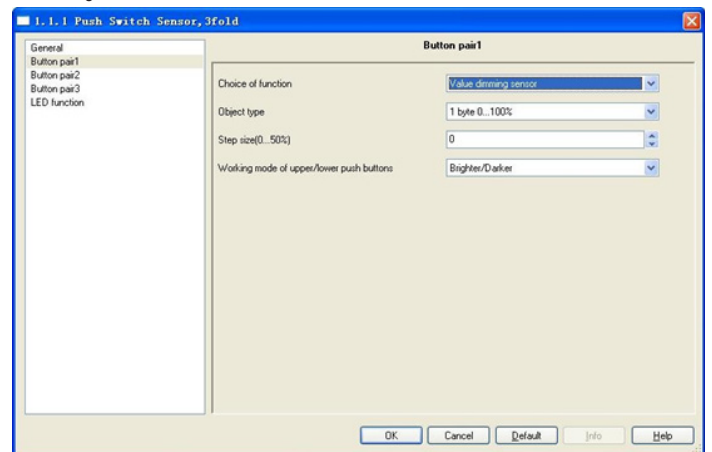 1.1.1 Push Switch Sensor,3fold
General
Button pair1
Button pair2
Button pair3
LED function
Button pair1
Choice of function Value dimming sensor
Object type 1 byte 0...100%
Step size(0...50%) 0
Working mode of upper/lower push buttons Brighter/Darker
OK Cancel Default Info Help